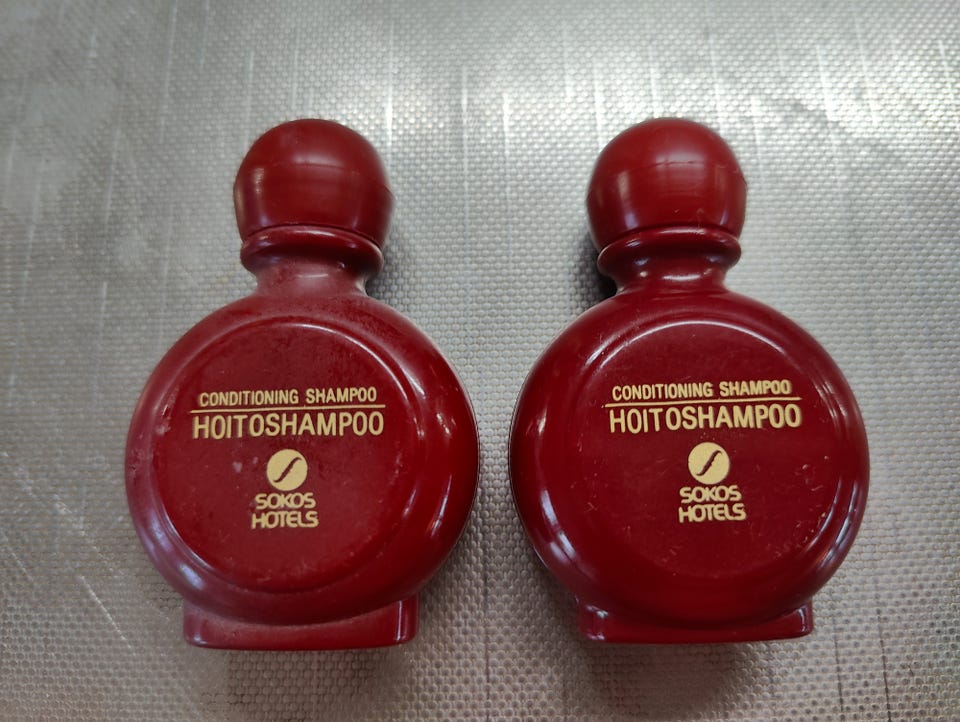 CONDITIONING SHAMPOO
HOITOSHAMPOO
SOKOS
HOTELS
CONDITIONING SHAMPOO
HOITOSHAMPOO
SOKOS
HOTELS